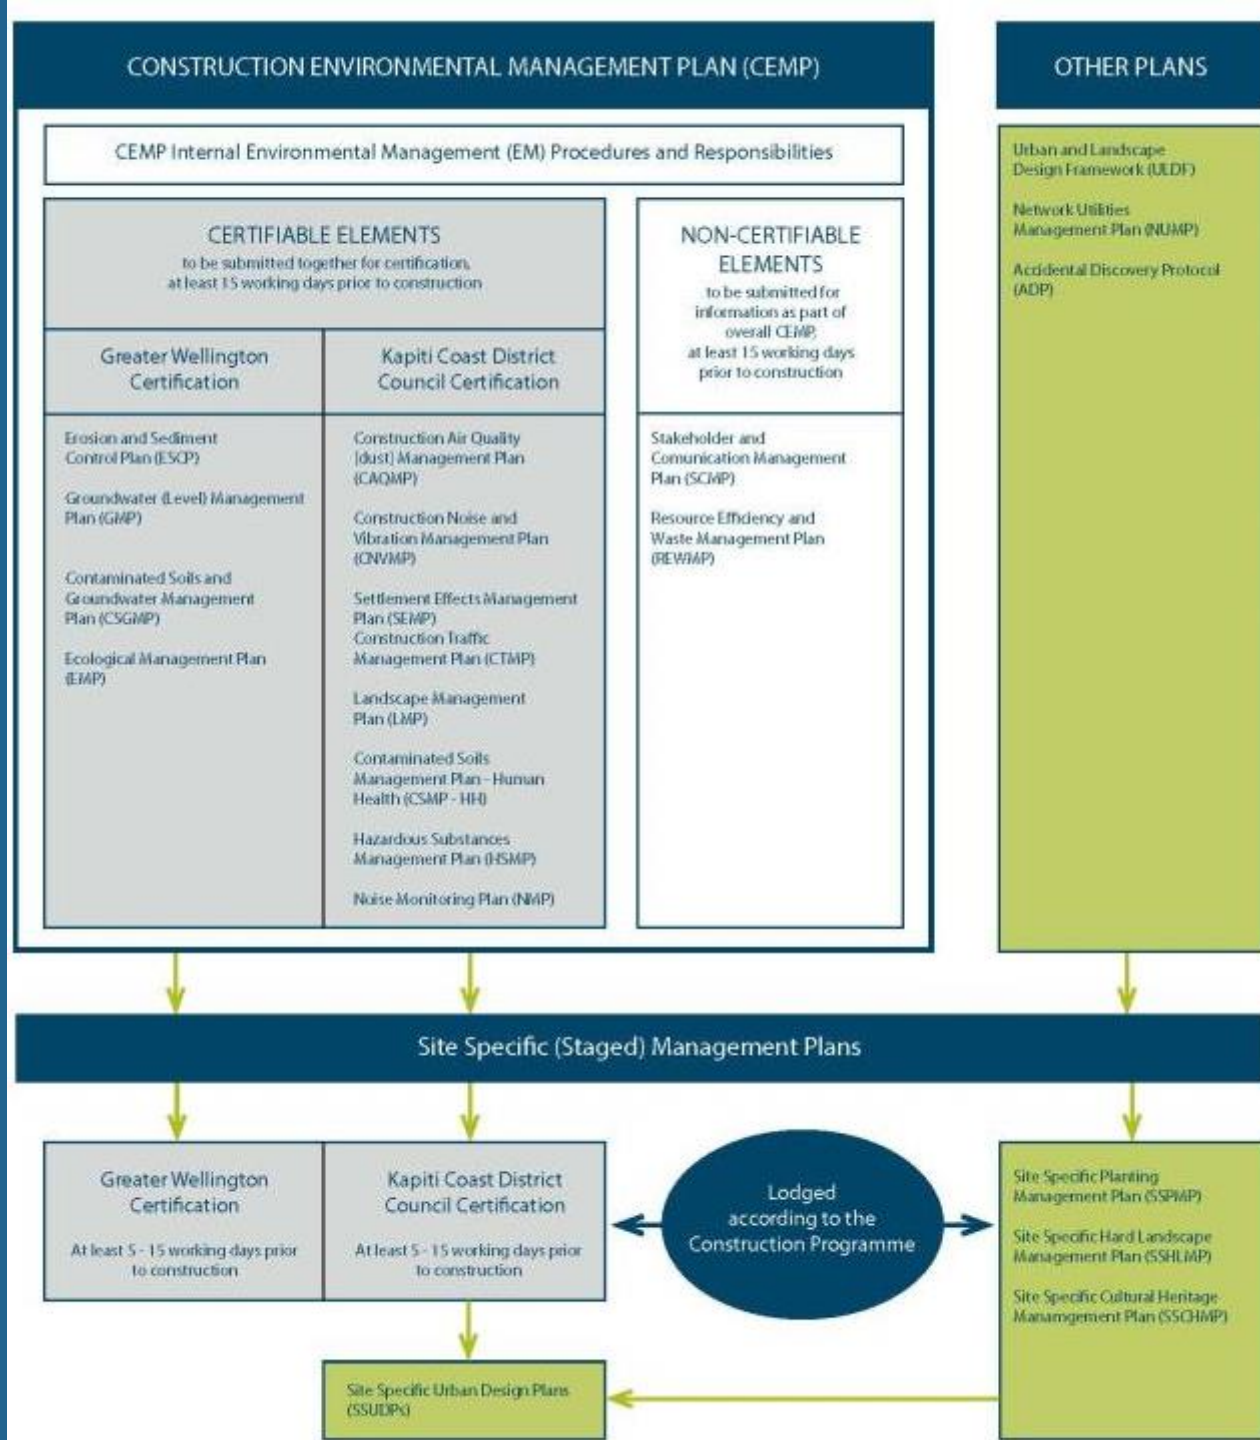 CONSTRUCTION ENVIRONMENTAL MANAGEMENT PLAN (CEMP)
CEMP Internal Environmental Management (EM) Procedures and Responsibilities
CERTIFIABLE ELEMENTS
to be submitted together for certification,
at least 15 working days prior to construction
Greater Wellington
Certification
Erosion and Sediment
Control Plan (ESCP)
Groundwater (Level) Management
Plan (GMP)
Contaminated Soils and
Groundwater Management
Plan (CSGMP)
Ecological Management Plan
(EMP)
Kapiti Coast District
Council Certification
Construction Air Quality
[dust] Management Plan
(CAQMP)
Construction Noise and
Vibration Management Plan
(CNVMP)
Settlement Effects Management
Plan (SEMP)
Construction Traffic
Management Plan (CTMP)
Landscape Management
Plan (LMP)
Contaminated Soils
Management Plan - Human
Health (CSMP - HH)
Hazardous Substances
Management Plan (HSMP)
Noise Monitoring Plan (NMP)
NON-CERTIFIABLE
ELEMENTS
to be submitted for
information as part of
overall CEMP,
at least 15 working days
prior to construction
Stakeholder and
Comunication Management
Plan (SCMP)
Resource Efficiency and
Waste Management Plan
(REWMP)
OTHER PLANS
Urban and Landscape
Design Framework (ULDF)
Network Utilities
Management Plan (NUMP)
Accidental Discovery Protocol
(ADP)
Site Specific (Staged) Management Plans
Greater Wellington
Certification
At least 5 - 15 working days prior
to construction
Kapiti Coast District
Council Certification
At least 5 - 15 working days prior
to construction
Lodged
according to the
Construction Programme
Site Specific Planting
Management Plan (SSPMP)
Site Specific Hard Landscape
Management Plan (SSHLMP)
Site Specific Cultural Heritage
Manamgement Plan (SSCHMP)
Site Specific Urban Design Plans
(SSUDPs)